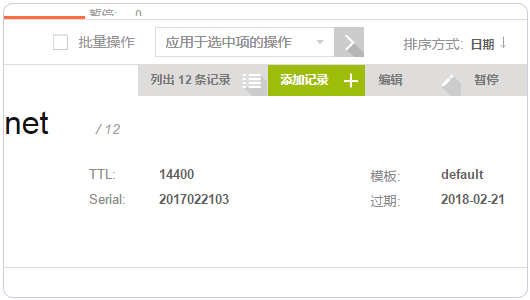 暂停: 0
批量操作 应用于选中项的操作 排序方式: 日期 ↓
列出 12 条记录 添加记录 编辑 暂停
net / 12
TTL: 14400 模板: default
Serial: 2017022103 过期: 2018-02-21